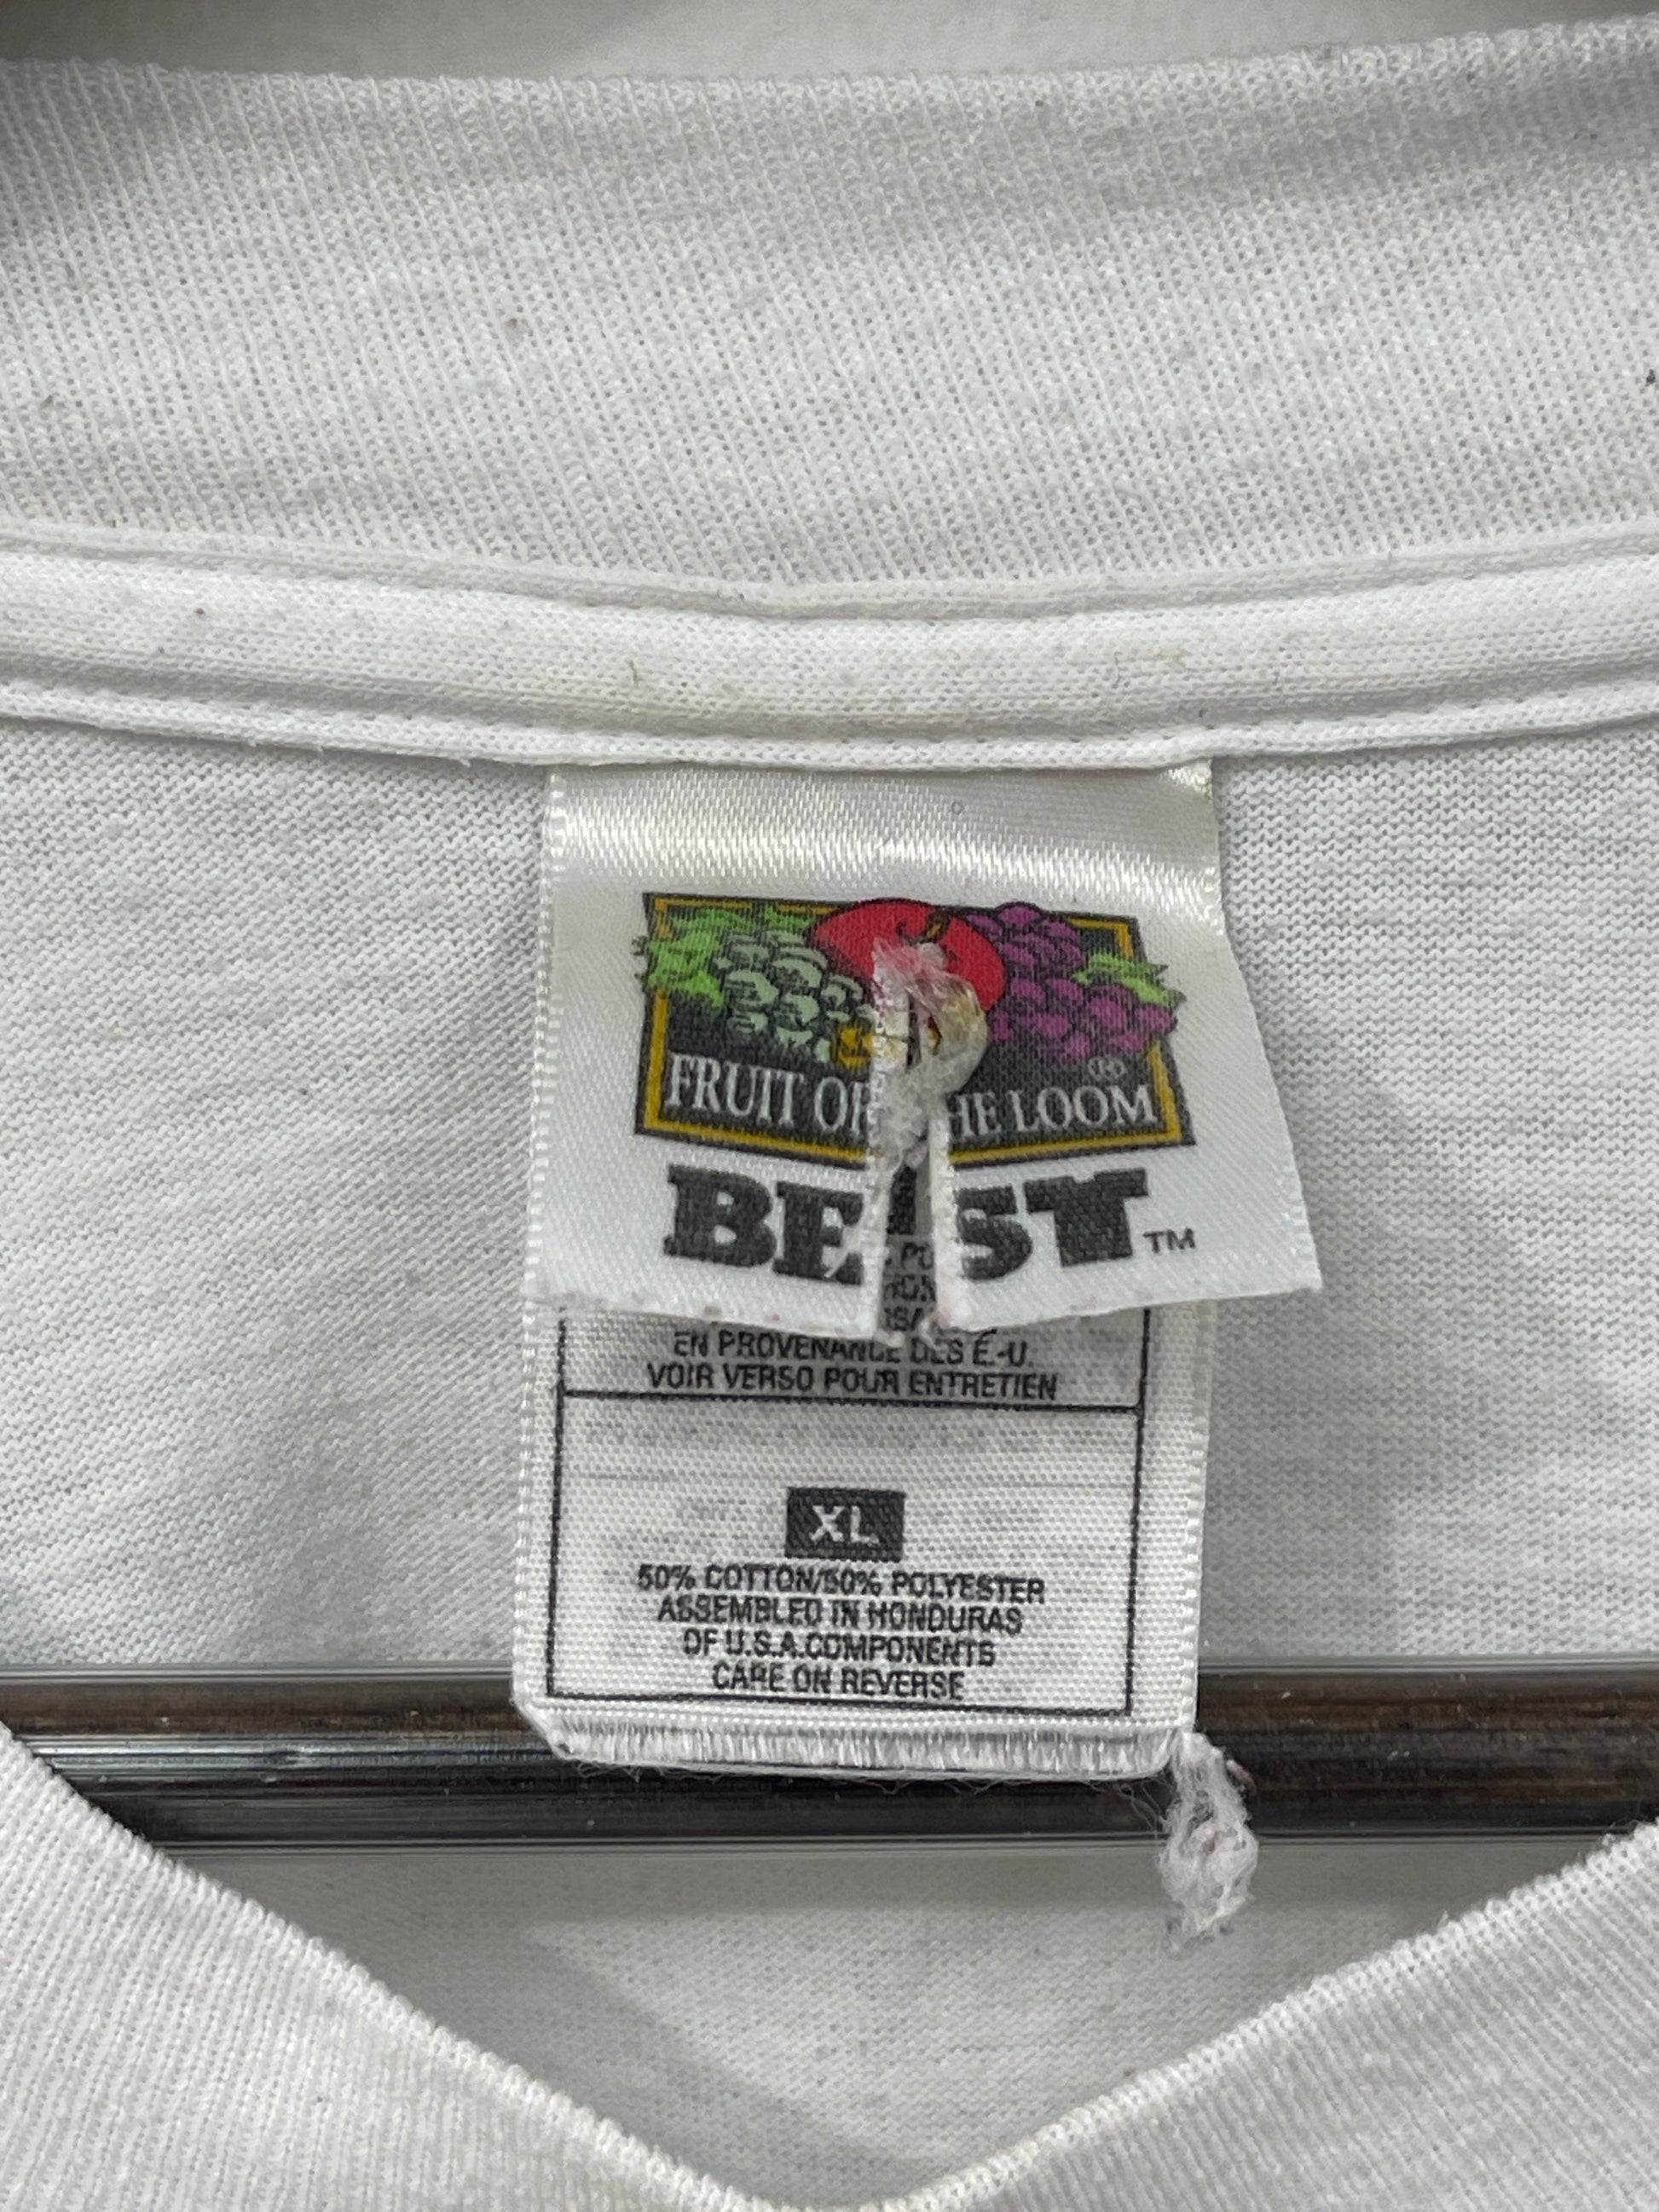 FRUIT OF THE LOOM ®
BEST™
EN PROVENANCE DES É.-U.
VOIR VERSO POUR ENTRETIEN
XL
50% COTTON/50% POLYESTER
ASSEMBLED IN HONDURAS
OF U.S.A. COMPONENTS
CARE ON REVERSE